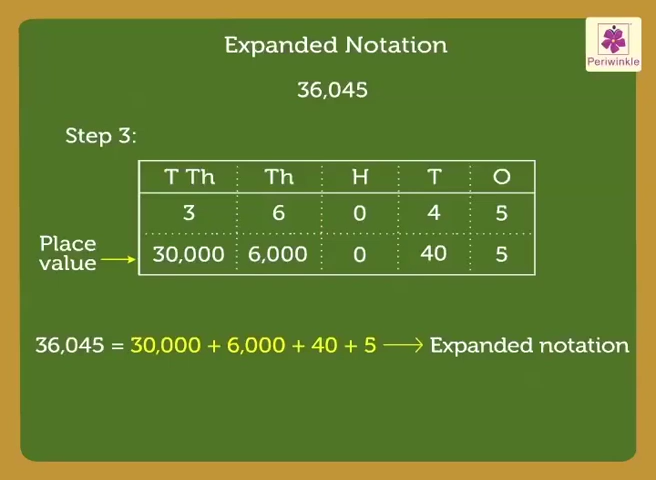 Expanded Notation
Periwinkle
36,045
Step 3:
T Th Th H T O
3 6 0 4 5
Place value
30,000 6,000 0 40 5
36,045 = 30,000 + 6,000 + 40 + 5 → Expanded notation